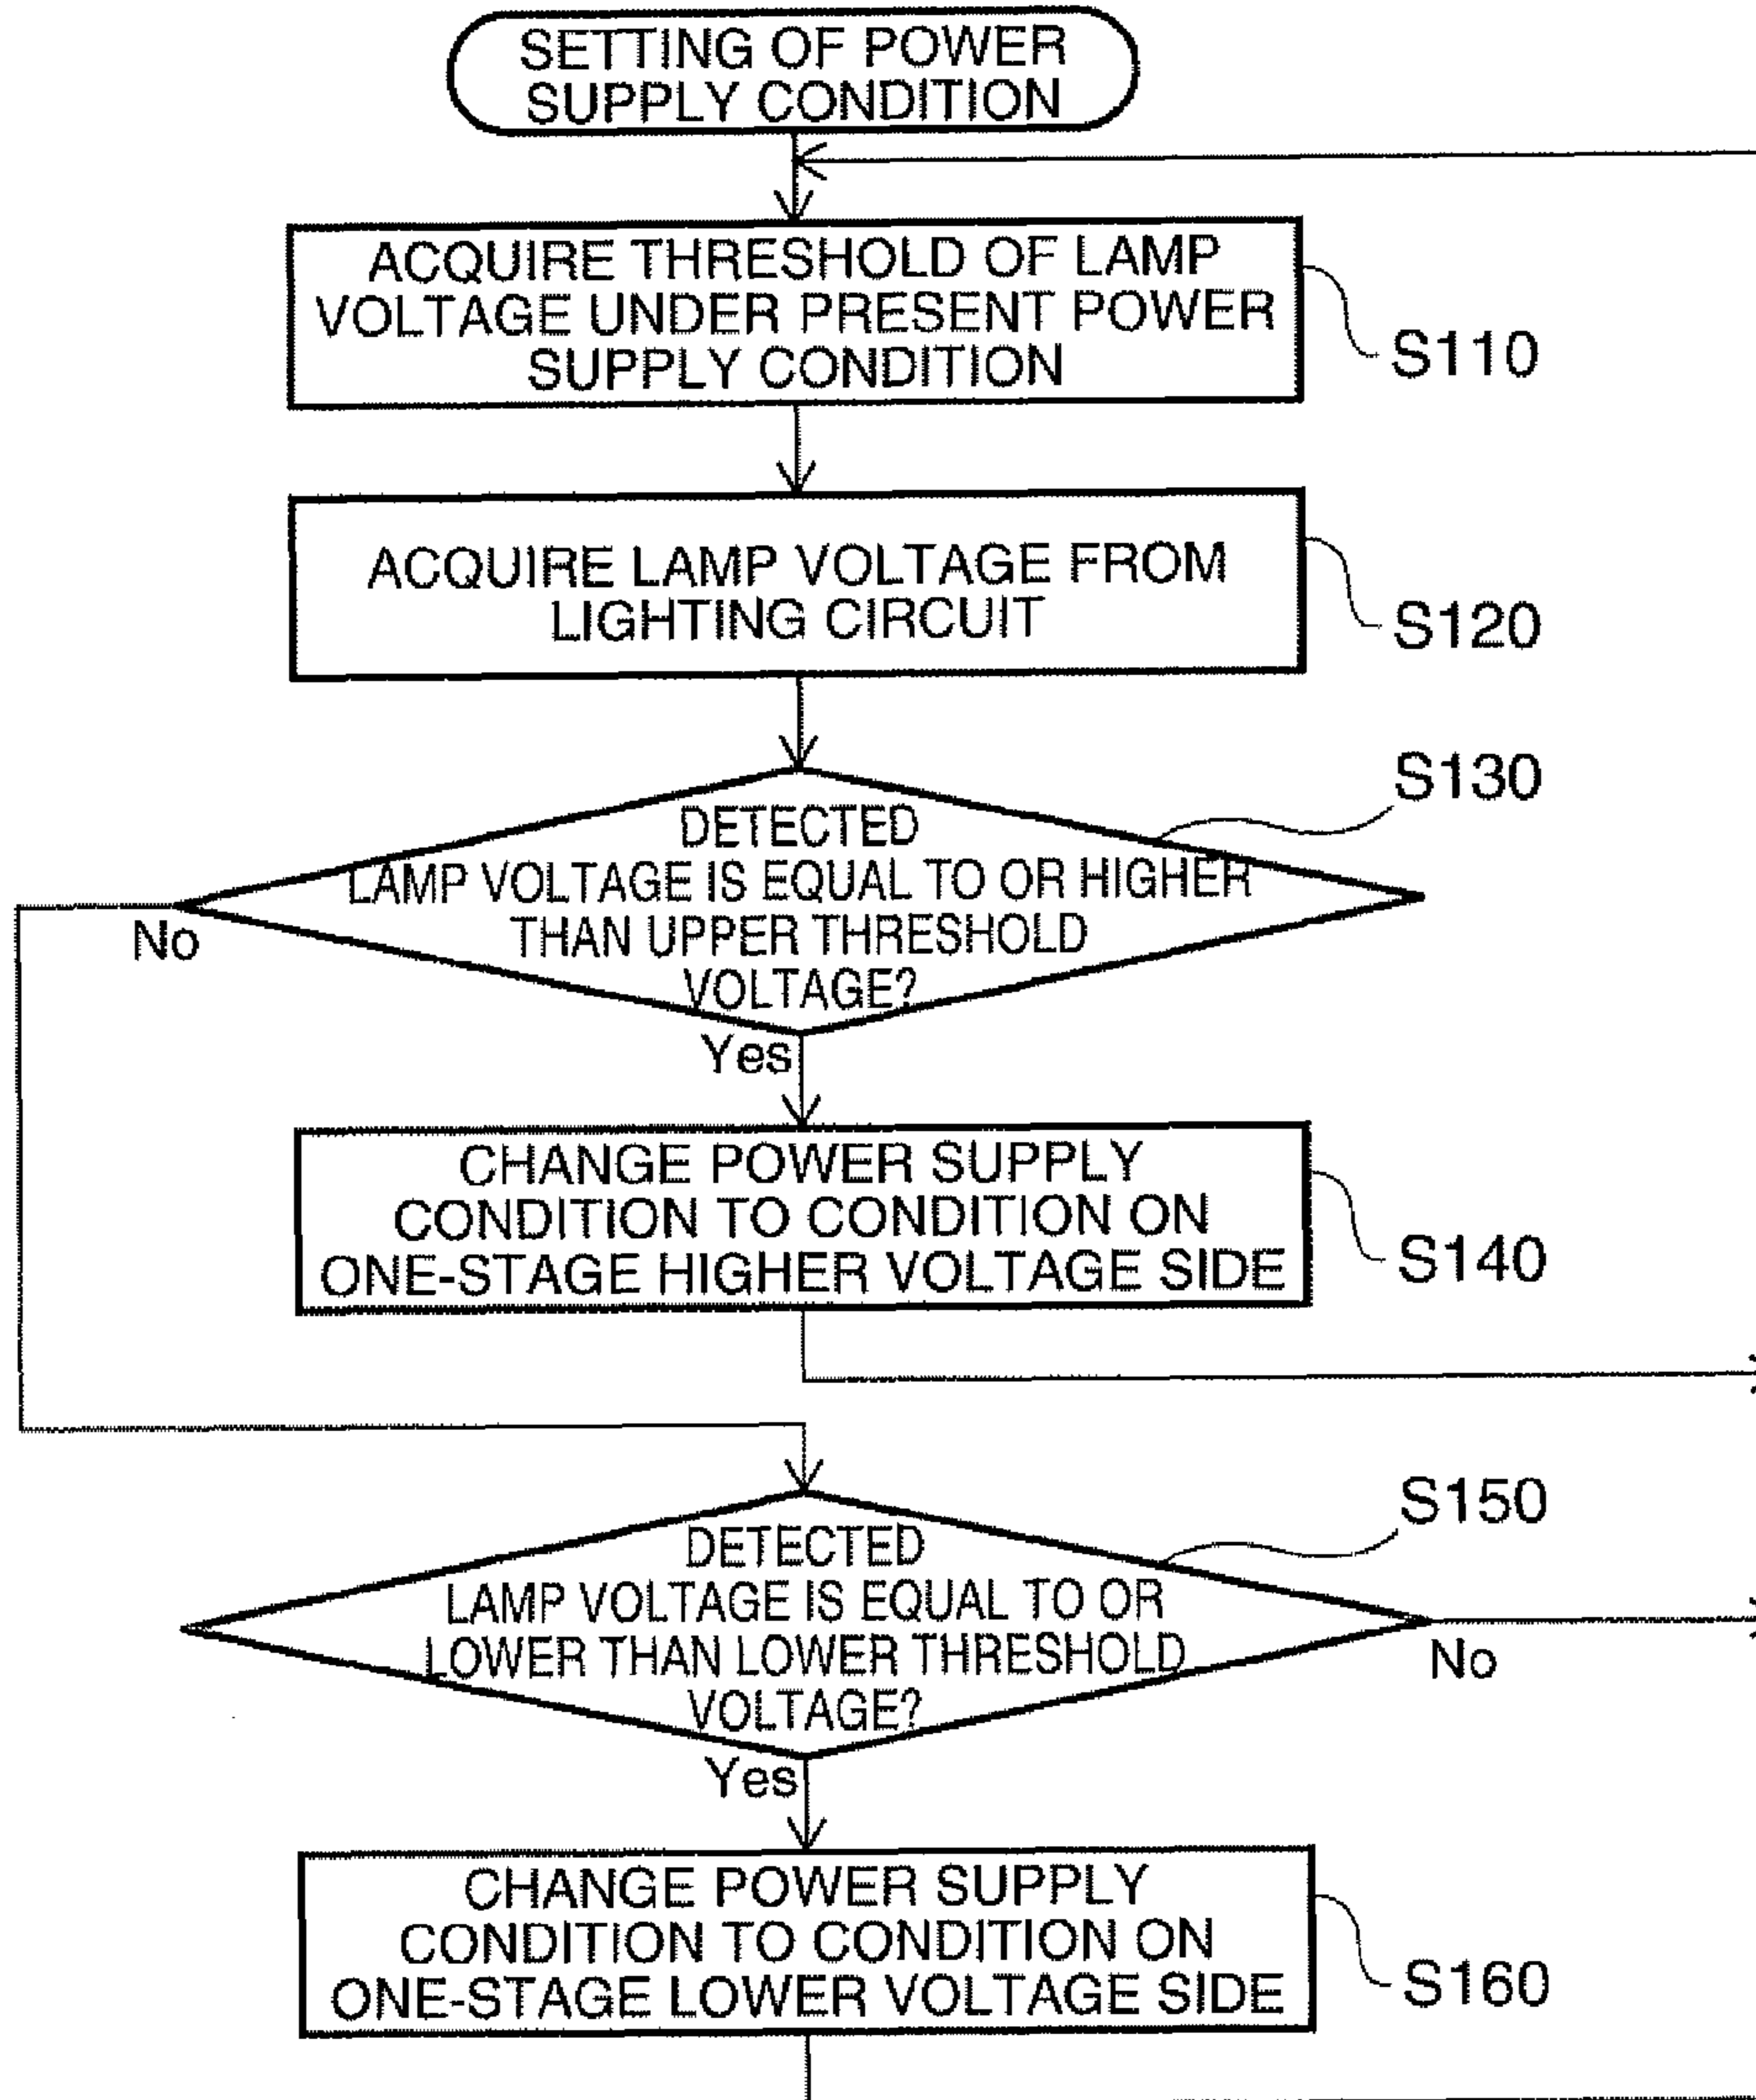 SETTING OF POWER
SUPPLY CONDITION
ACQUIRE THRESHOLD OF LAMP
VOLTAGE UNDER PRESENT POWER
SUPPLY CONDITION
S110
ACQUIRE LAMP VOLTAGE FROM
LIGHTING CIRCUIT
S120
S130
DETECTED
LAMP VOLTAGE IS EQUAL TO OR HIGHER
THAN UPPER THRESHOLD
VOLTAGE?
No
Yes
CHANGE POWER SUPPLY
CONDITION TO CONDITION ON
ONE-STAGE HIGHER VOLTAGE SIDE
S140
S150
DETECTED
LAMP VOLTAGE IS EQUAL TO OR
LOWER THAN LOWER THRESHOLD
VOLTAGE?
No
Yes
CHANGE POWER SUPPLY
CONDITION TO CONDITION ON
ONE-STAGE LOWER VOLTAGE SIDE
S160